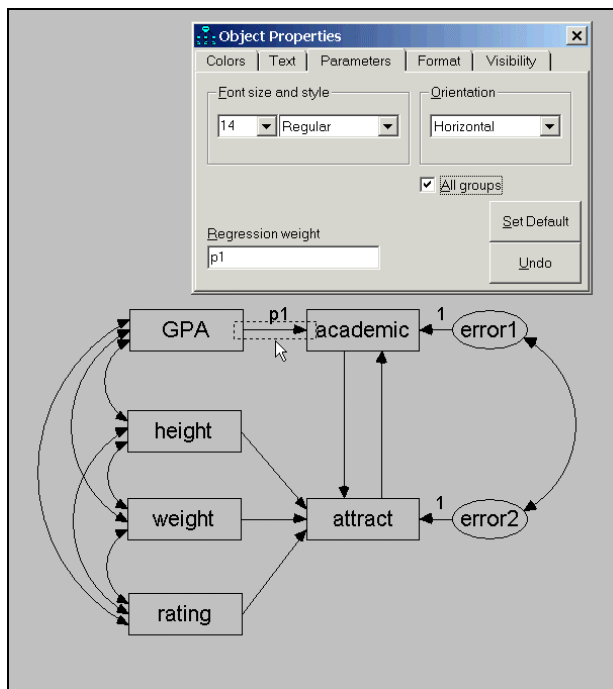 Object Properties
Colors Text Parameters Format Visibility
Font size and style
Orientation
14 Regular
Horizontal
All groups
Set Default
Regression weight
p1
Undo
p1
1
GPA academic error1
height
1
weight attract error2
rating